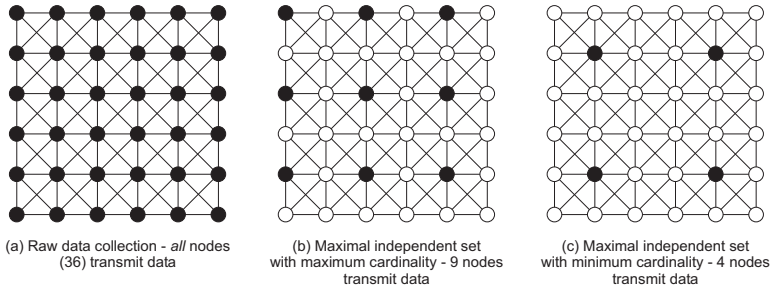 (a) Raw data collection - all nodes
(36) transmit data
(b) Maximal independent set
with maximum cardinality - 9 nodes
transmit data
(c) Maximal independent set
with minimum cardinality - 4 nodes
transmit data